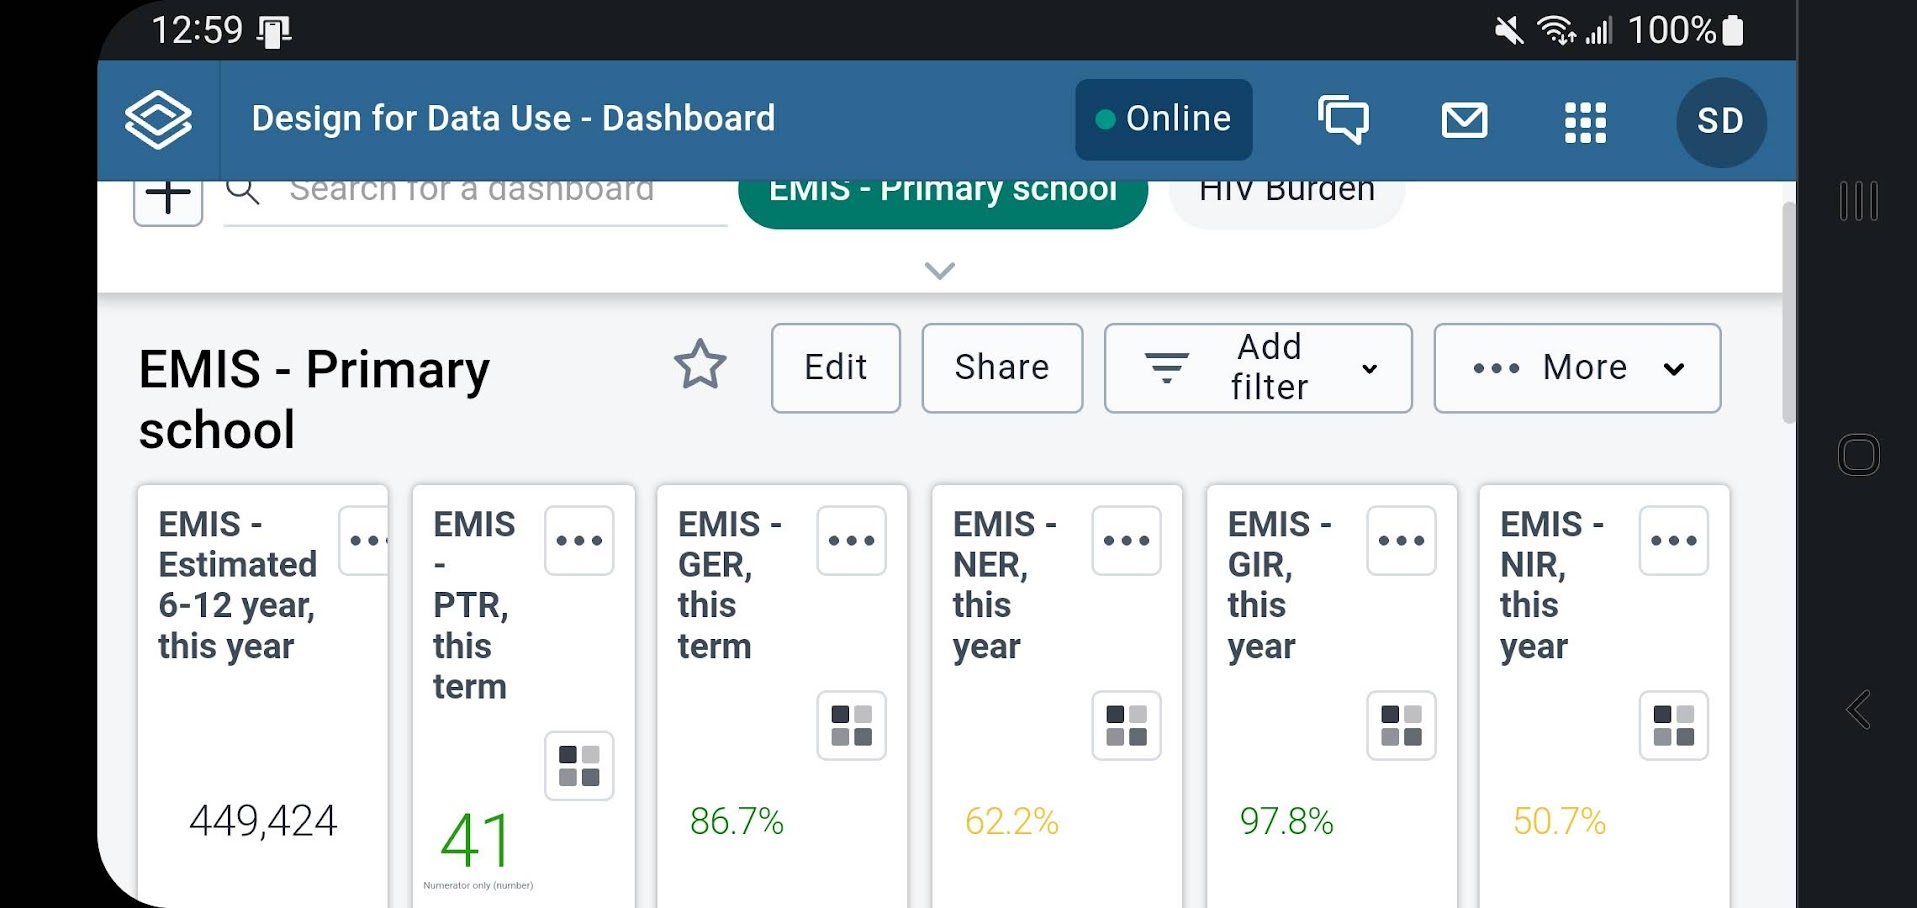 12:59
100%
Design for Data Use - Dashboard
Online
SD
Search for a dashboard
EMIS - Primary school
HIV Burden
EMIS - Primary
school
Edit
Share
Add
filter
More
EMIS -
Estimated
6-12 year,
this year
449,424
EMIS
-
PTR,
this
term
41
Numerator only (number)
EMIS -
GER,
this
term
86.7%
EMIS -
NER,
this
year
62.2%
EMIS -
GIR,
this
year
97.8%
EMIS -
NIR,
this
year
50.7%